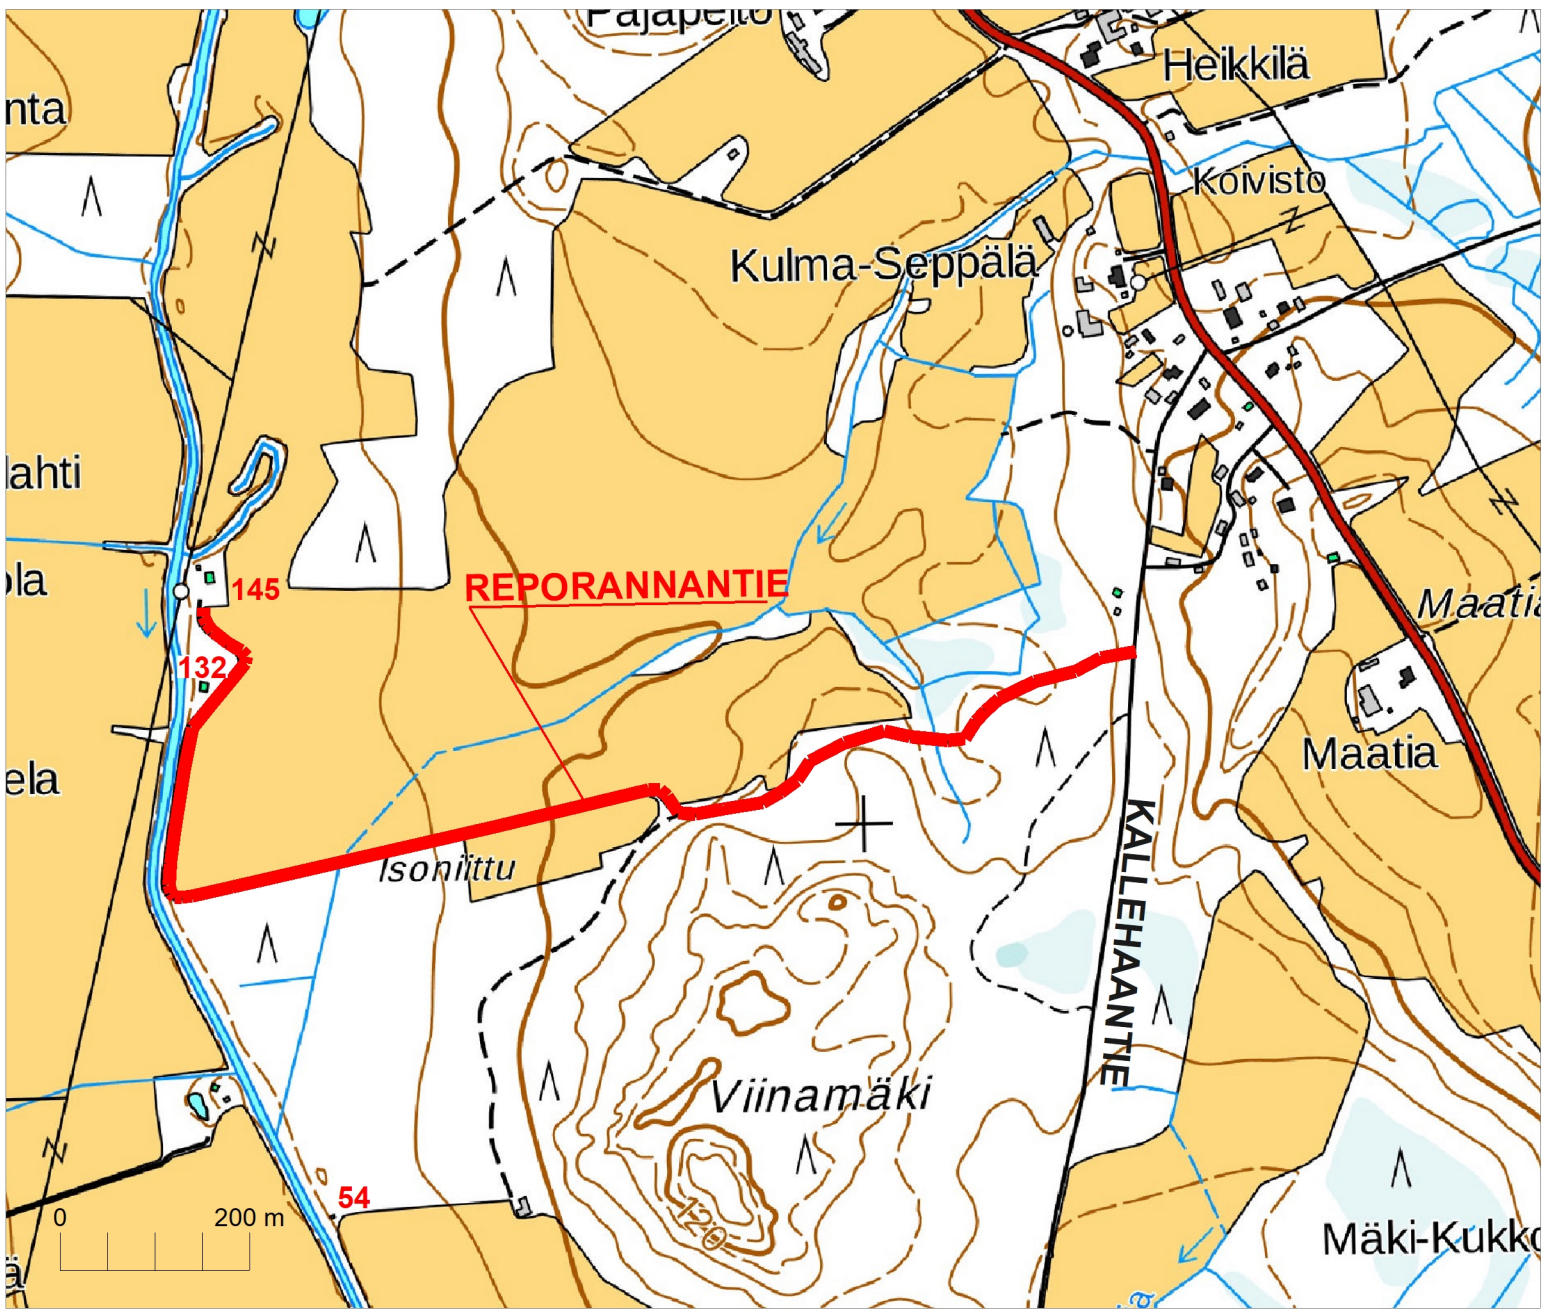 Pajapelto
Heikkilä
nta
Koivisto
Kulma-Seppälä
lahti
ola
145
REPORANNANTIE
Maatia
132
Maatia
ela
KALLEHAANTIE
Isoniittu
Viinamäki
54
0 200 m
120
Mäki-Kukko
ä
a